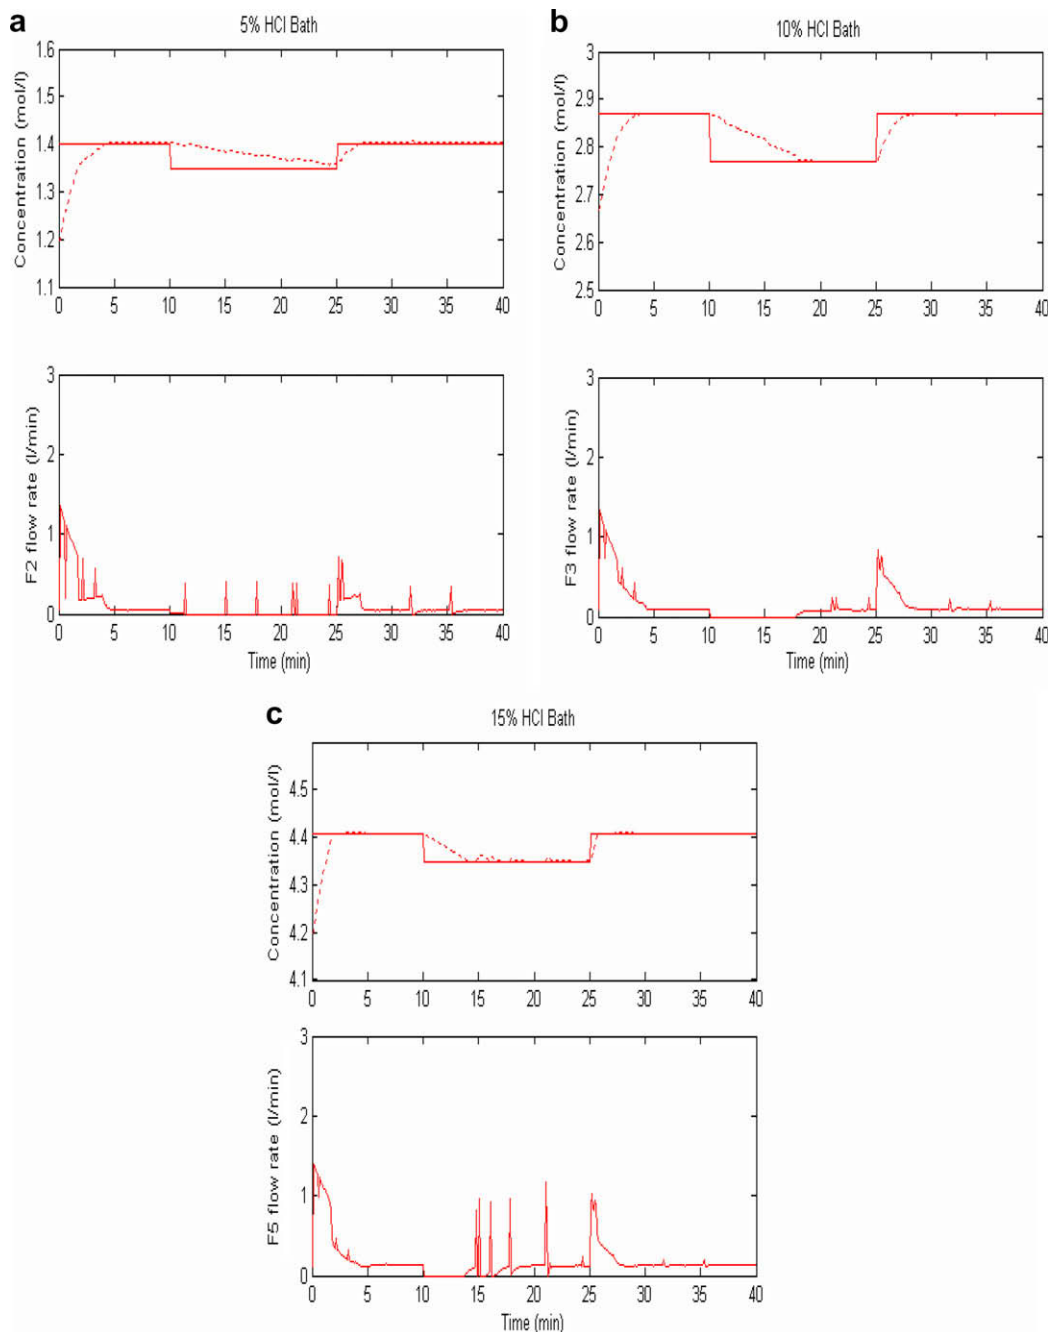 a
5% HCl Bath
Concentration (mol/l)
1.6
1.5
1.4
1.3
1.2
1.1
0 5 10 15 20 25 30 35 40
F2 flow rate (l/min)
3
2
1
0
0 5 10 15 20 25 30 35 40
Time (min)
b
10% HCl Bath
Concentration (mol/l)
3
2.9
2.8
2.7
2.6
2.5
0 5 10 15 20 25 30 35 40
F3 flow rate (l/min)
3
2
1
0
0 5 10 15 20 25 30 35 40
Time (min)
c
15% HCl Bath
Concentration (mol/l)
4.5
4.4
4.3
4.2
4.1
0 5 10 15 20 25 30 35 40
F5 flow rate (l/min)
3
2
1
0
0 5 10 15 20 25 30 35 40
Time (min)